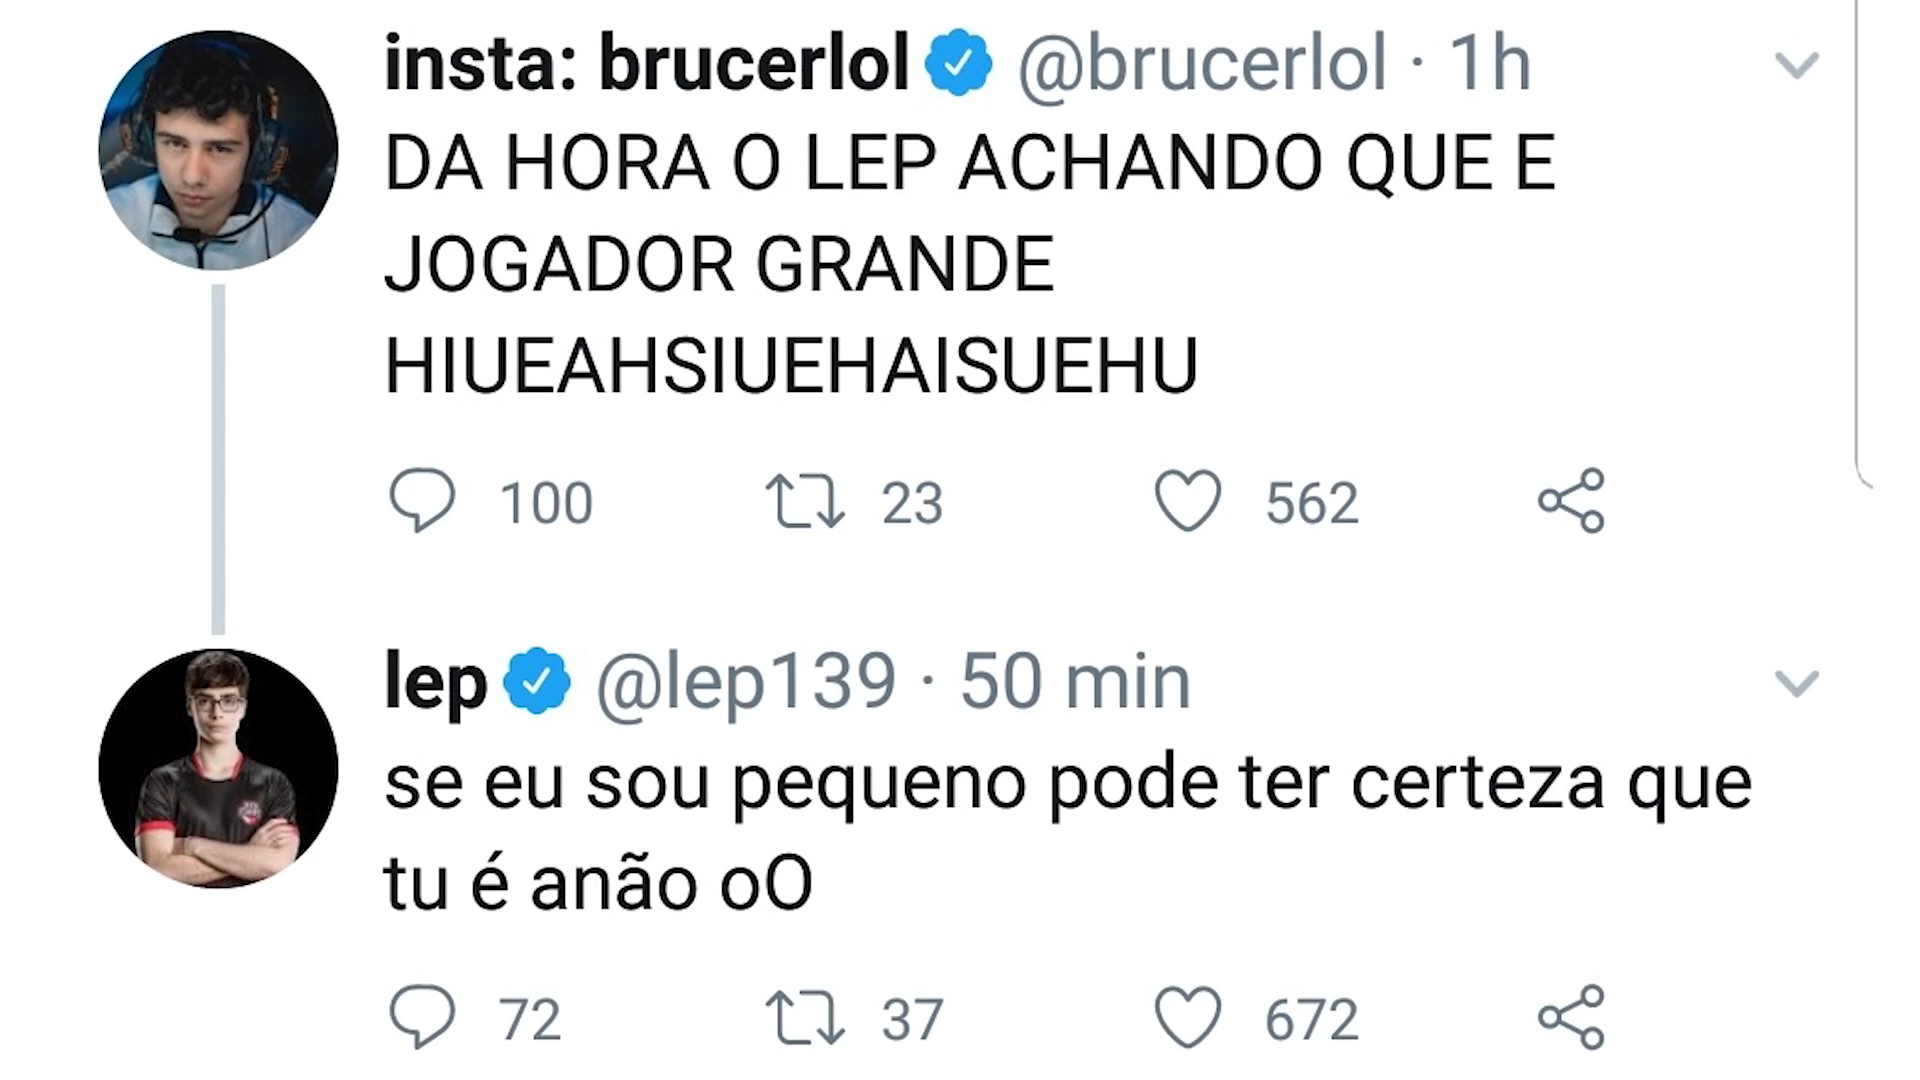 insta: brucerlol @brucerlol · 1h
DA HORA O LEP ACHANDO QUE E
JOGADOR GRANDE
HIUEAHSIUEHAISUEHU
100 23 562
lep @lep139 · 50 min
se eu sou pequeno pode ter certeza que
tu é anão oO
72 37 672